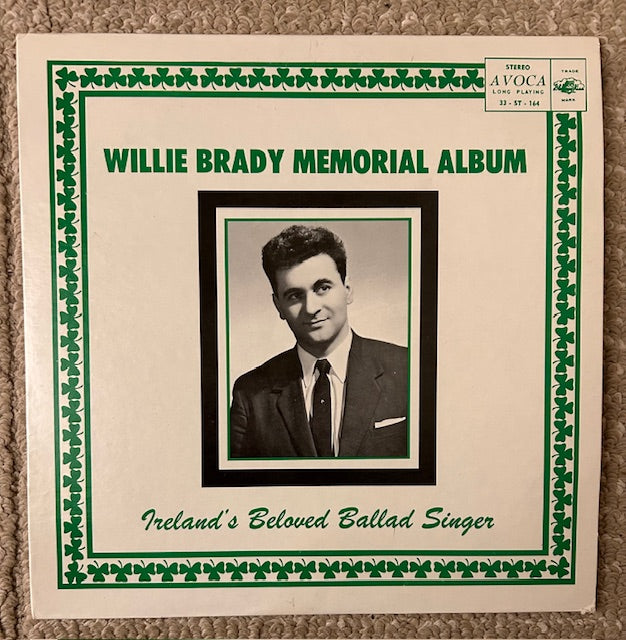 STEREO
AVOCA
LONG PLAYING
33 - ST - 164
TRADE
MARK
WILLIE BRADY MEMORIAL ALBUM
Ireland's Beloved Ballad Singer